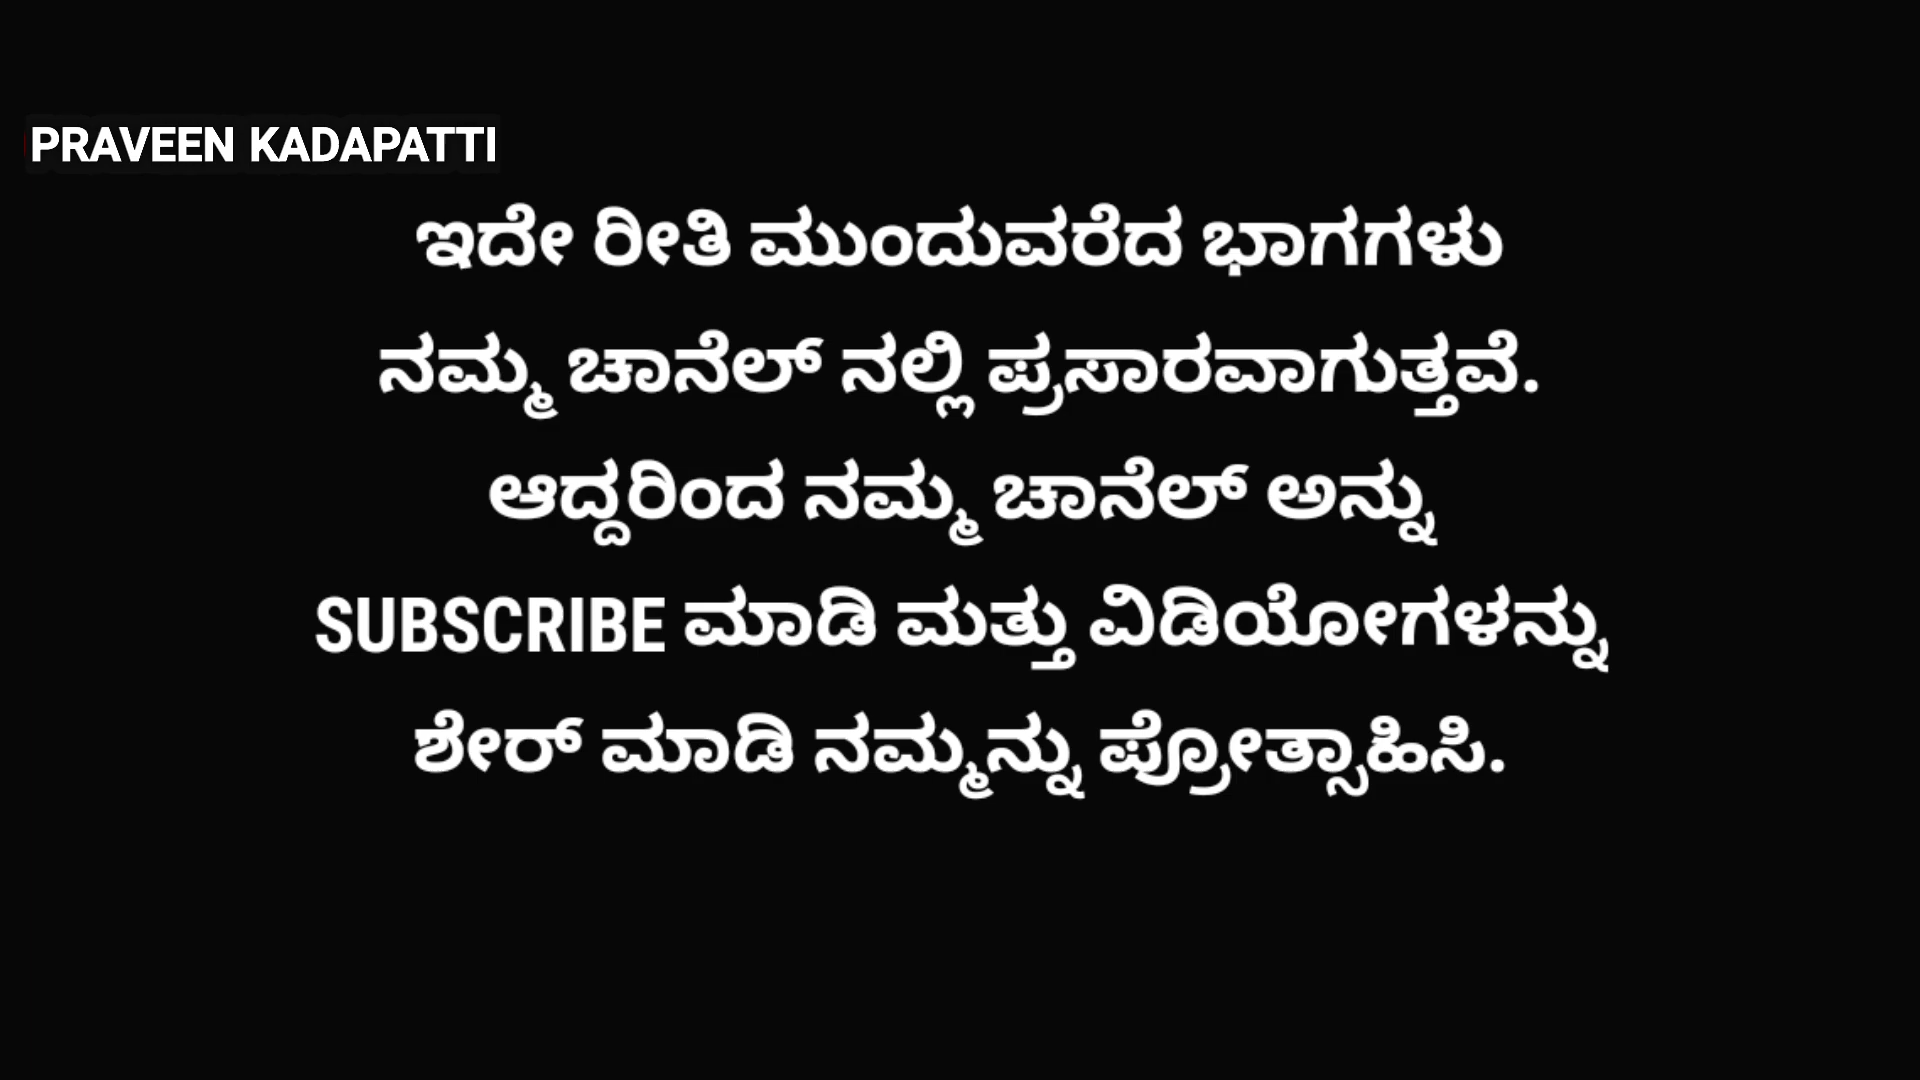 PRAVEEN KADAPATTI
ಇದೇ ರೀತಿ ಮುಂದುವರೆದ ಭಾಗಗಳು
ನಮ್ಮ ಚಾನೆಲ್ ನಲ್ಲಿ ಪ್ರಸಾರವಾಗುತ್ತವೆ.
ಆದ್ದರಿಂದ ನಮ್ಮ ಚಾನೆಲ್ ಅನ್ನು
SUBSCRIBE ಮಾಡಿ ಮತ್ತು ವಿಡಿಯೋಗಳನ್ನು
ಶೇರ್ ಮಾಡಿ ನಮ್ಮನ್ನು ಪ್ರೋತ್ಸಾಹಿಸಿ.